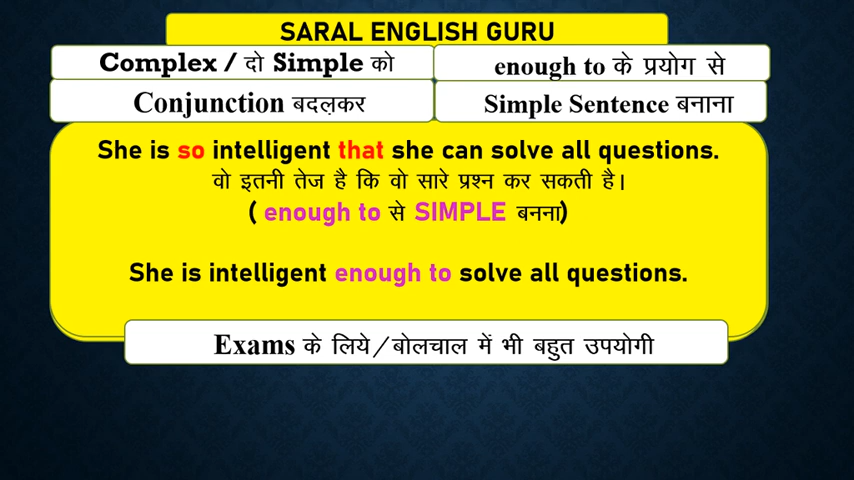 SARAL ENGLISH GURU
Complex / दो Simple को
enough to के प्रयोग से
Conjunction बदलकर
Simple Sentence बनाना
She is so intelligent that she can solve all questions.
वो इतनी तेज है कि वो सारे प्रश्न कर सकती है।
( enough to से SIMPLE बनना)
She is intelligent enough to solve all questions.
Exams के लिये/बोलचाल में भी बहुत उपयोगी